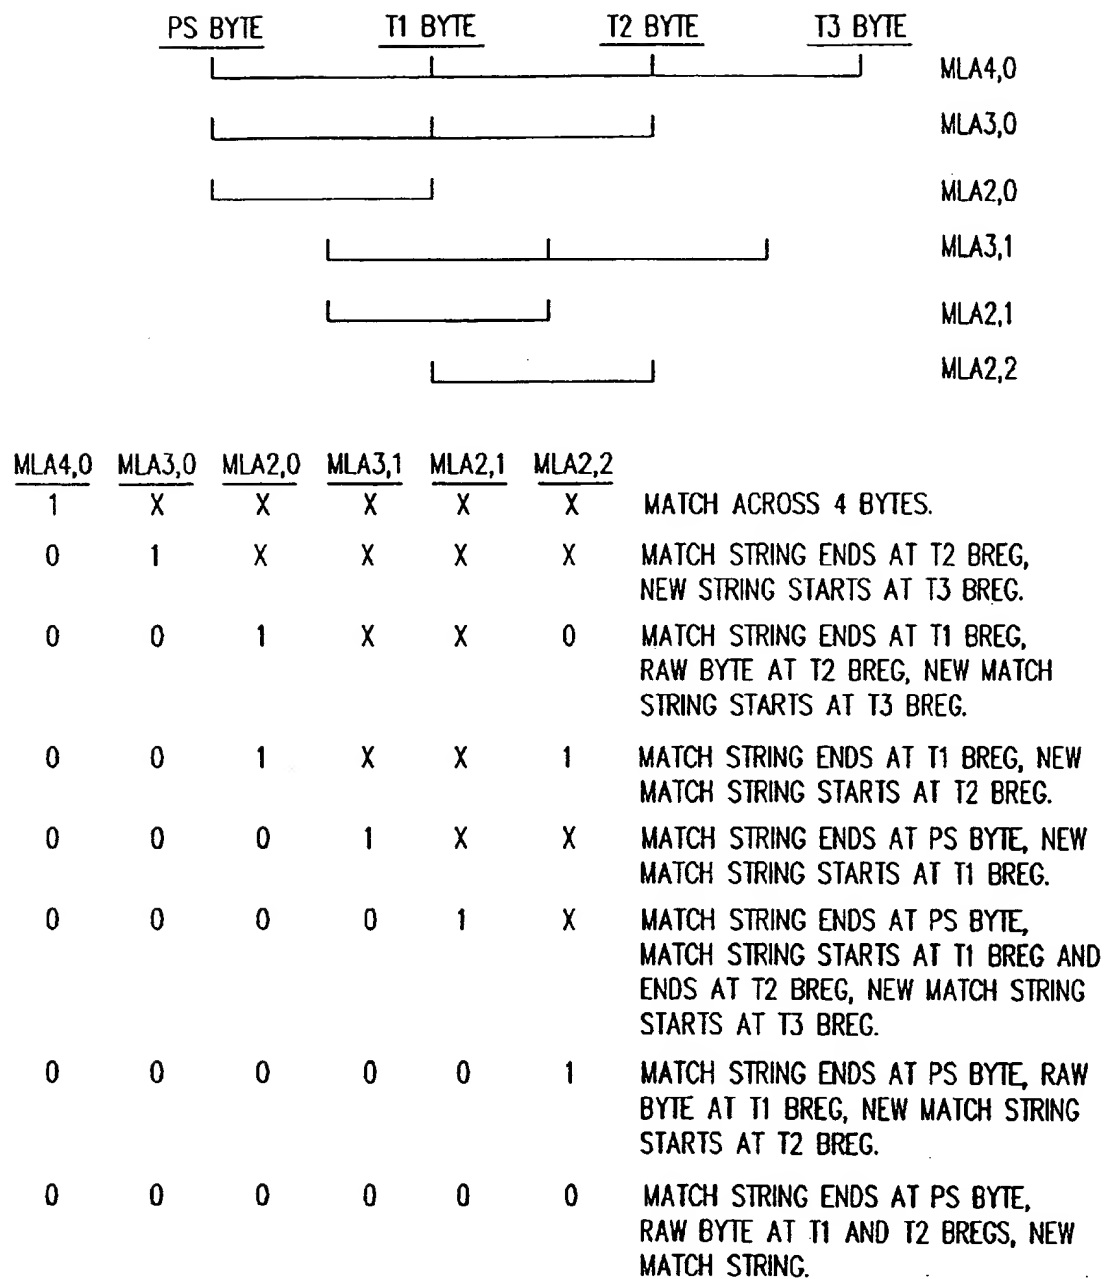 PS BYTE T1 BYTE T2 BYTE T3 BYTE
MLA4,0
MLA3,0
MLA2,0
MLA3,1
MLA2,1
MLA2,2
MLA4,0 MLA3,0 MLA2,0 MLA3,1 MLA2,1 MLA2,2
1 X X X X X MATCH ACROSS 4 BYTES.
0 1 X X X X MATCH STRING ENDS AT T2 BREG,
NEW STRING STARTS AT T3 BREG.
0 0 1 X X 0 MATCH STRING ENDS AT T1 BREG,
RAW BYTE AT T2 BREG, NEW MATCH
STRING STARTS AT T3 BREG.
0 0 1 X X 1 MATCH STRING ENDS AT T1 BREG, NEW
MATCH STRING STARTS AT T2 BREG.
0 0 0 1 X X MATCH STRING ENDS AT PS BYTE, NEW
MATCH STRING STARTS AT T1 BREG.
0 0 0 0 1 X MATCH STRING ENDS AT PS BYTE,
MATCH STRING STARTS AT T1 BREG AND
ENDS AT T2 BREG, NEW MATCH STRING
STARTS AT T3 BREG.
0 0 0 0 0 1 MATCH STRING ENDS AT PS BYTE, RAW
BYTE AT T1 BREG, NEW MATCH STRING
STARTS AT T2 BREG.
0 0 0 0 0 0 MATCH STRING ENDS AT PS BYTE,
RAW BYTE AT T1 AND T2 BREGS, NEW
MATCH STRING.